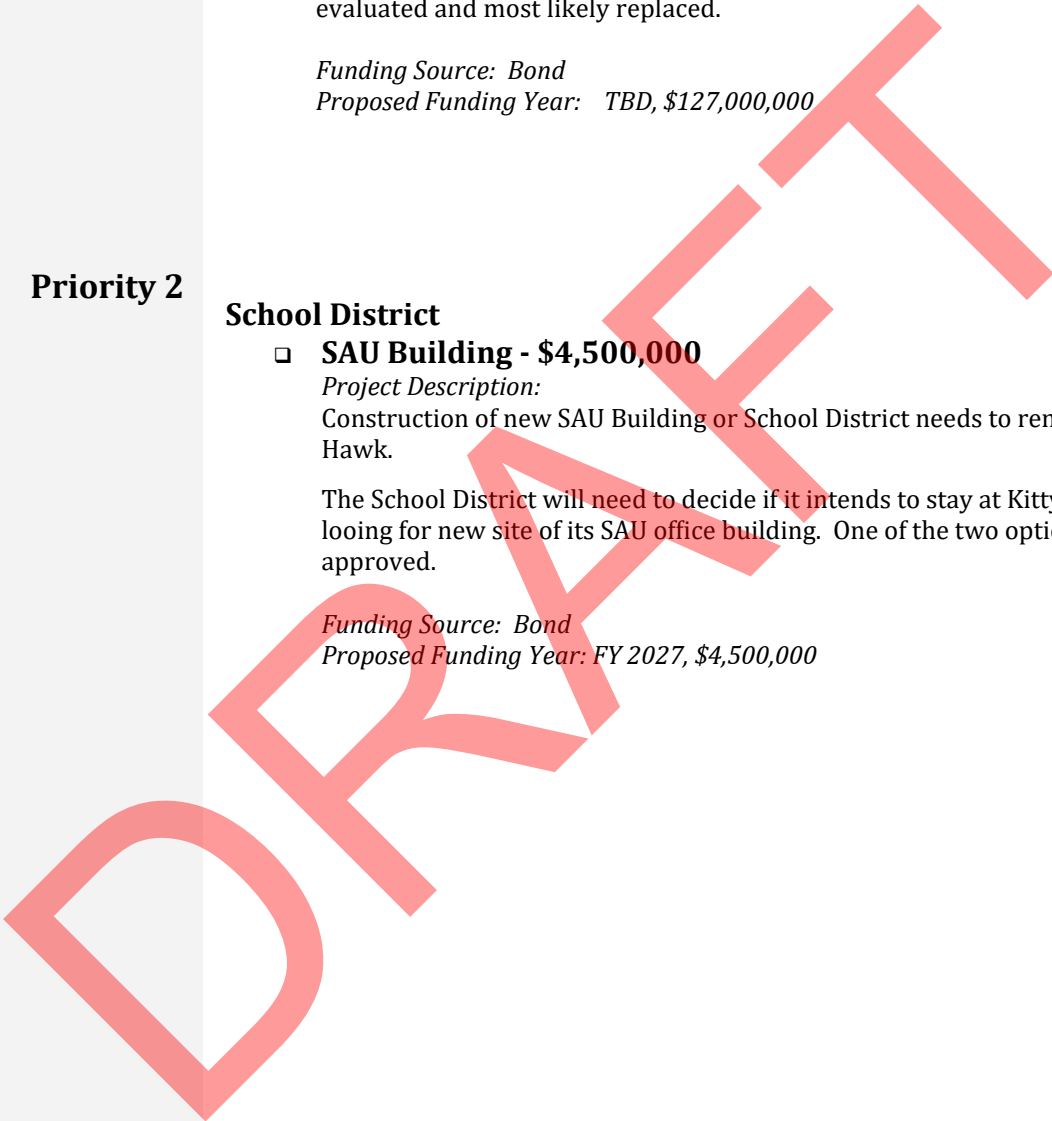 evaluated and most likely replaced.
Funding Source: Bond
Proposed Funding Year: TBD, $127,000,000
Priority 2
School District
❑ SAU Building - $4,500,000
Project Description:
Construction of new SAU Building or School District needs to
Hawk.
The School District will need to decide if it intends to stay at Kitty
looing for new site of its SAU office building. One of the two
approved.
Funding Source: Bond
Proposed Funding Year: FY 2027, $4,500,000
DRAFT